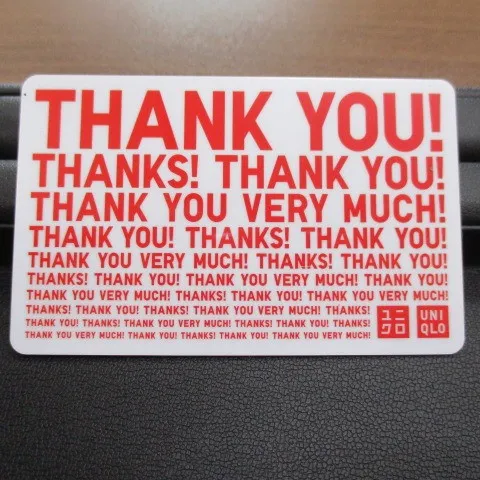 THANK YOU!
THANKS! THANK YOU!
THANK YOU VERY MUCH!
THANK YOU! THANKS! THANK YOU!
THANK YOU VERY MUCH! THANKS! THANK YOU!
THANKS! THANK YOU! THANK YOU VERY MUCH! THANK YOU!
THANK YOU VERY MUCH! THANKS! THANK YOU! THANKS! THANK YOU!
THANKS! THANK YOU! THANKS! THANK YOU VERY MUCH! THANKS!
THANK YOU! THANKS! THANK YOU VERY MUCH! THANKS! THANK YOU! THANKS!
THANK YOU VERY MUCH! THANK YOU! THANKS! THANK YOU! THANKS! THANK YOU VERY MUCH!
ユニ
クロ
UNI
QLO